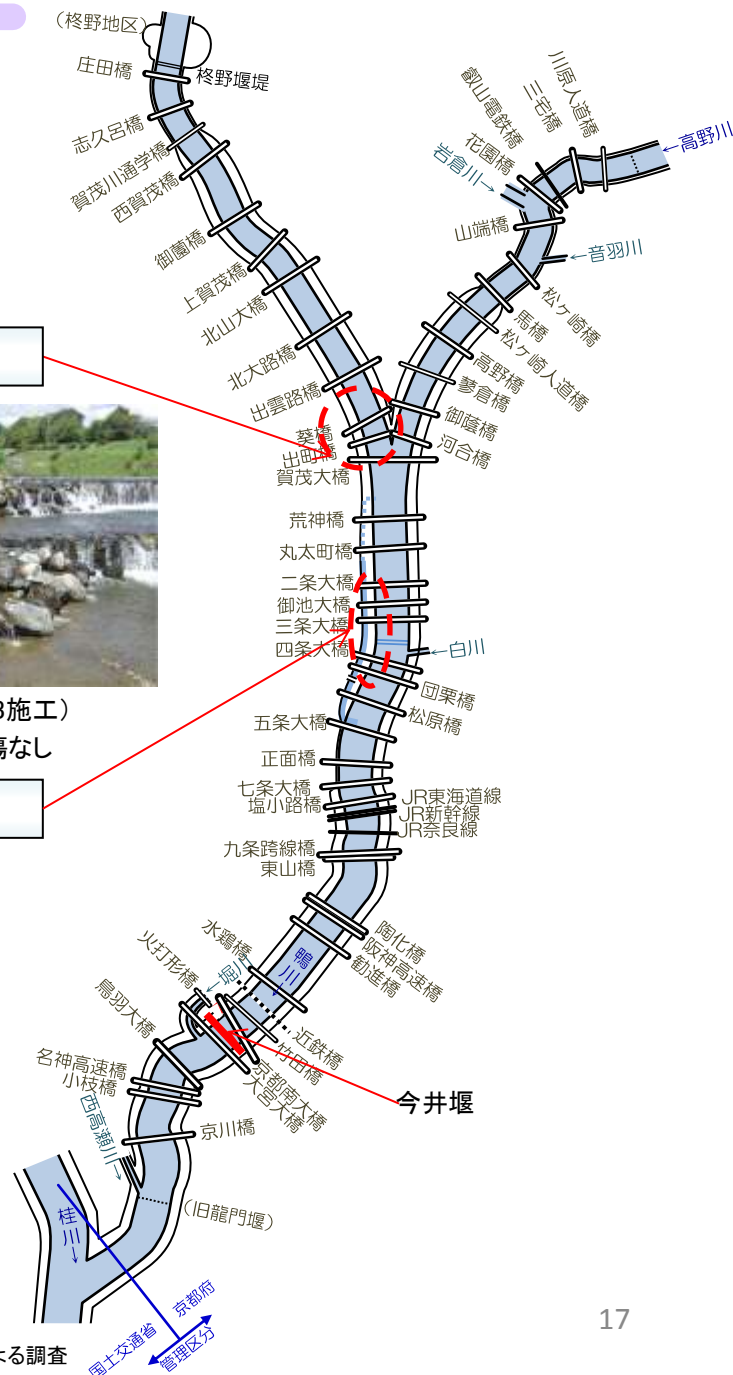 (柊野地区)
庄田橋
柊野堰堤
志久呂橋
賀茂川通学橋
西賀茂橋
御薗橋
上賀茂橋
北山大橋
北大路橋
出雲路橋
葵橋
出町橋
賀茂大橋
川原人道橋
三宅橋
叡山電鉄橋
花園橋
←高野川
岩倉川→
山端橋
←音羽川
松ヶ崎橋
馬橋
松ヶ崎人道橋
高野橋
蓼倉橋
御蔭橋
河合橋
荒神橋
丸太町橋
二条大橋
御池大橋
三条大橋
四条大橋
←白川
団栗橋
松原橋
五条大橋
正面橋
七条大橋
塩小路橋
JR東海道線
JR新幹線
JR奈良線
九条跨線橋
東山橋
施工)
傷なし
陶化橋
阪神高速橋
勧進橋
水鶏橋
鴨川→
火打形橋
←堀川
近鉄橋
竹田橋
京都南大橋
大宮大橋
鳥羽大橋
名神高速橋
小枝橋
今井堰
西高瀬川→
京川橋
(旧龍門堰)
桂川→
京都府
国土交通省
管理区分
よる調査
17